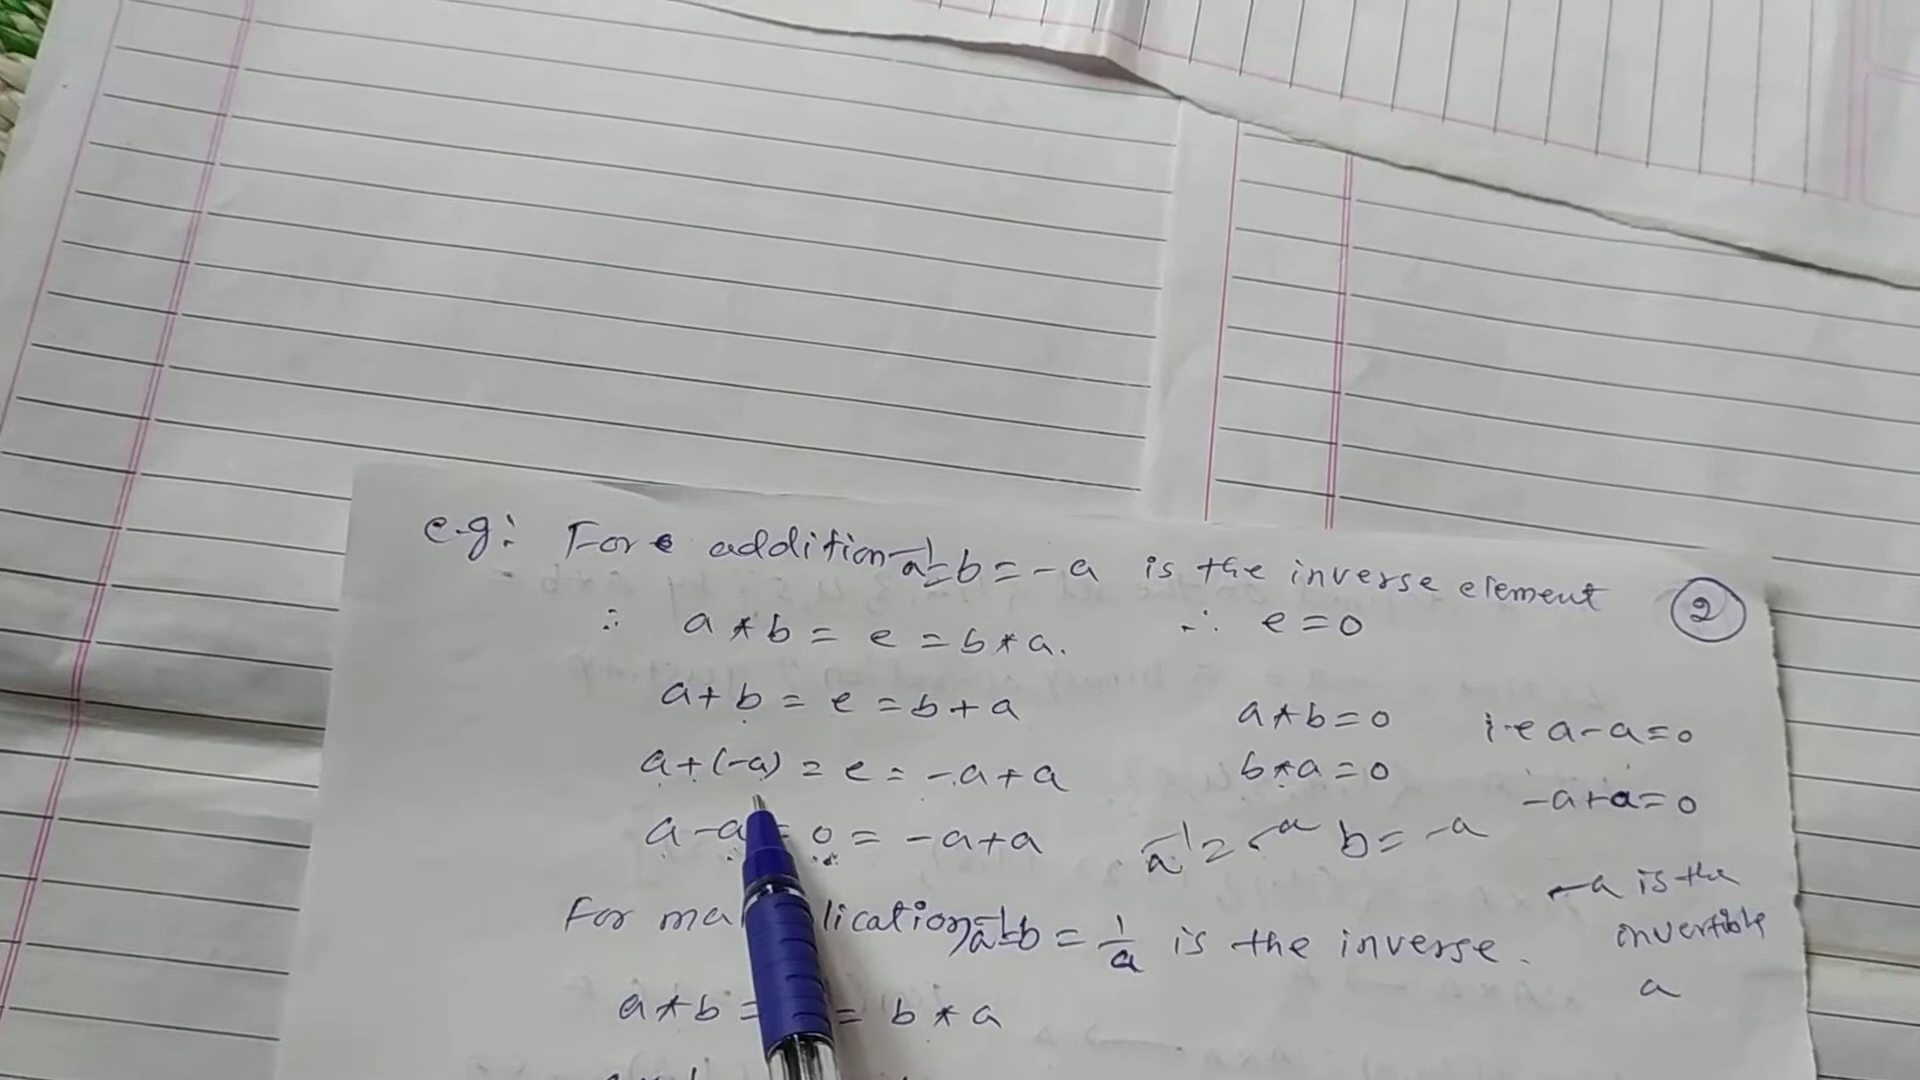 e.g: For addition a⁻¹=b = -a is the inverse element
②
∴ a * b = e = b * a. ∴ e = 0
a + b = e = b + a
a * b = 0 i.e a - a = 0
a + (-a) = e = -a + a
b * a = 0
-a + a = 0
a - a = 0 = -a + a
a⁻¹ = -a b = -a
-a is the
invertible
a
For lication, a⁻¹=b = 1/a is the inverse.
a * b = = b * a